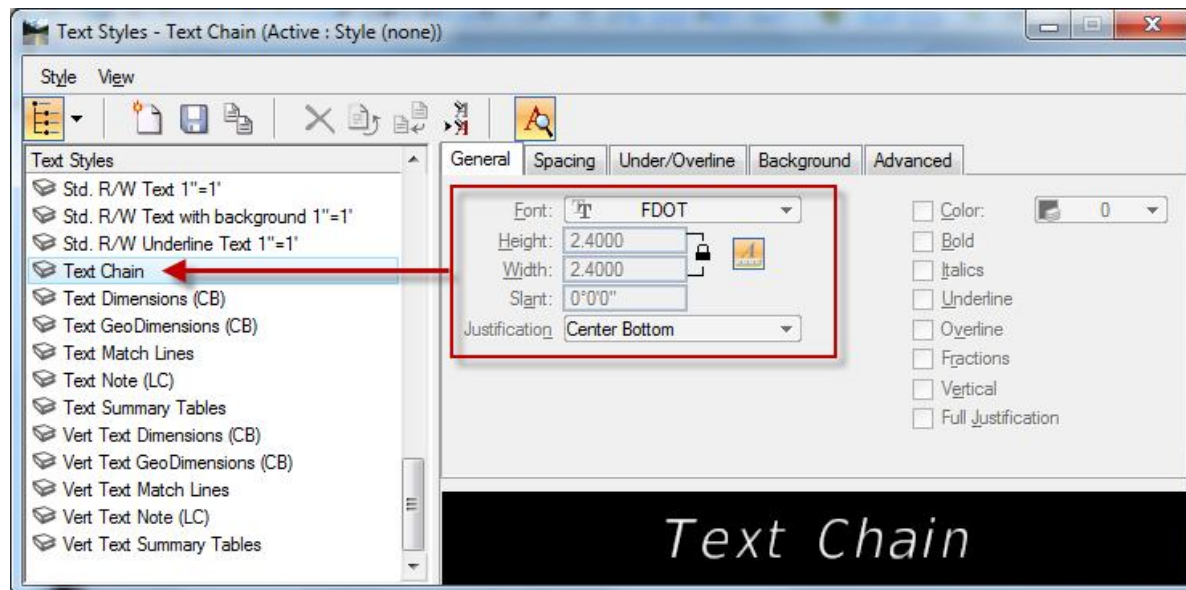 Text Styles - Text Chain (Active : Style (none))
Style View
Text Styles
Std. R/W Text 1"=1'
Std. R/W Text with background 1"=1'
Std. R/W Underline Text 1"=1'
Text Chain
Text Dimensions (CB)
Text GeoDimensions (CB)
Text Match Lines
Text Note (LC)
Text Summary Tables
Vert Text Dimensions (CB)
Vert Text GeoDimensions (CB)
Vert Text Match Lines
Vert Text Note (LC)
Vert Text Summary Tables
General Spacing Under/Overline Background Advanced
Font: FDOT
Height: 2.4000
Width: 2.4000
Slant: 0°0'0"
Justification Center Bottom
Color: 0
Bold
Italics
Underline
Overline
Fractions
Vertical
Full Justification
Text Chain